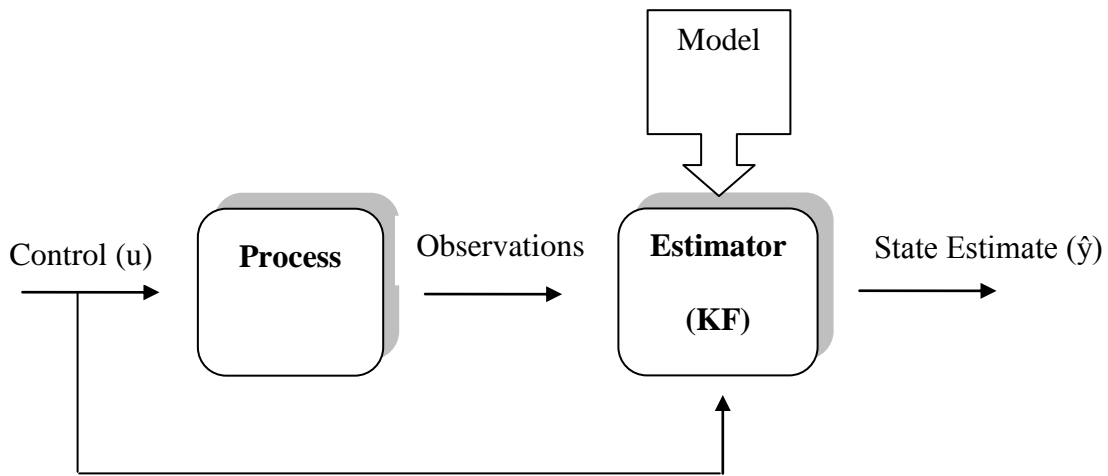 Model
Control (u)
Process
Observations
Estimator
(KF)
State Estimate (ŷ)